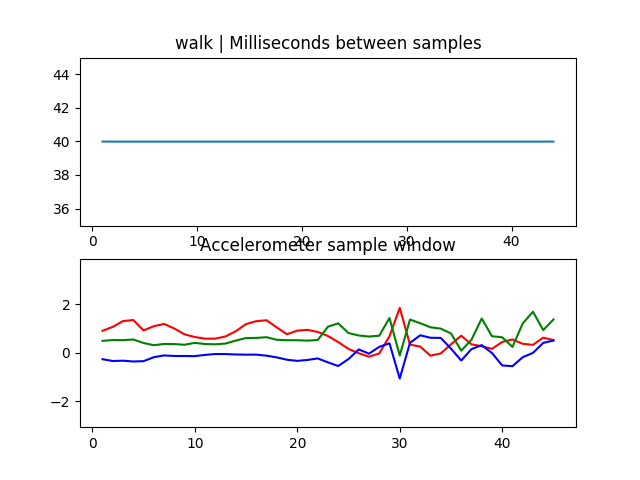 walk | Milliseconds between samples
44
42
40
38
36
0 10 20 30 40
Accelerometer sample window
2
0
−2
0 10 20 30 40